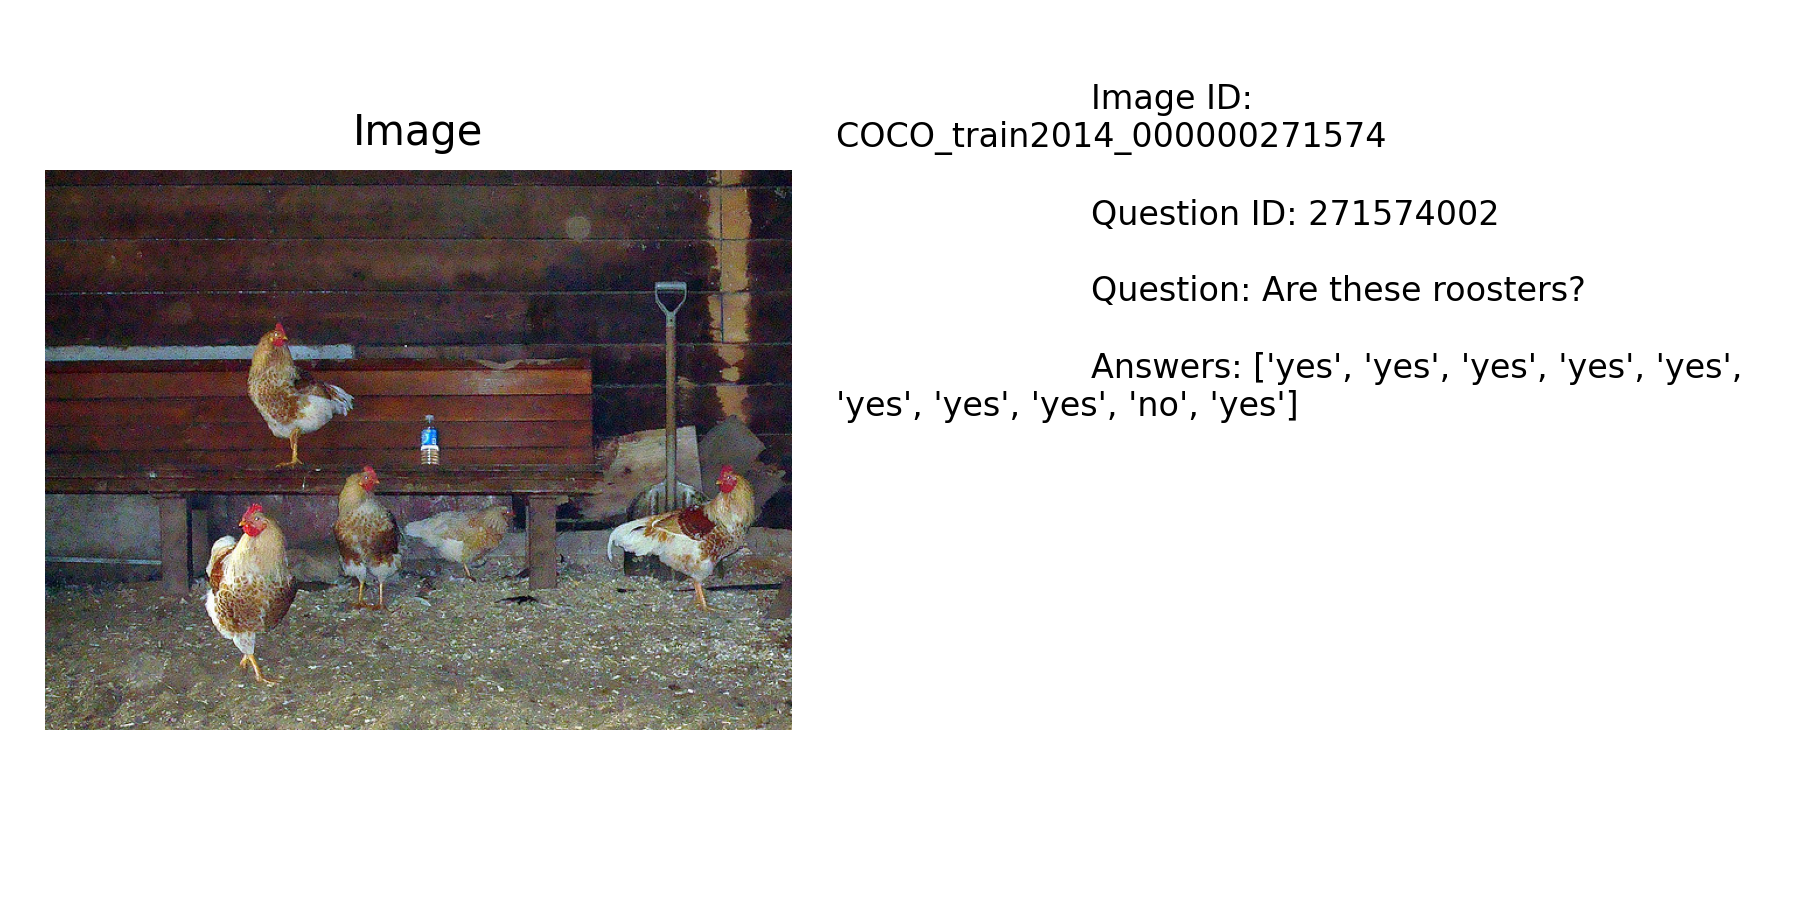 Image
Image ID:
COCO_train2014_000000271574
Question ID: 271574002
Question: Are these roosters?
Answers: ['yes', 'yes', 'yes', 'yes', 'yes',
'yes', 'yes', 'yes', 'no', 'yes']